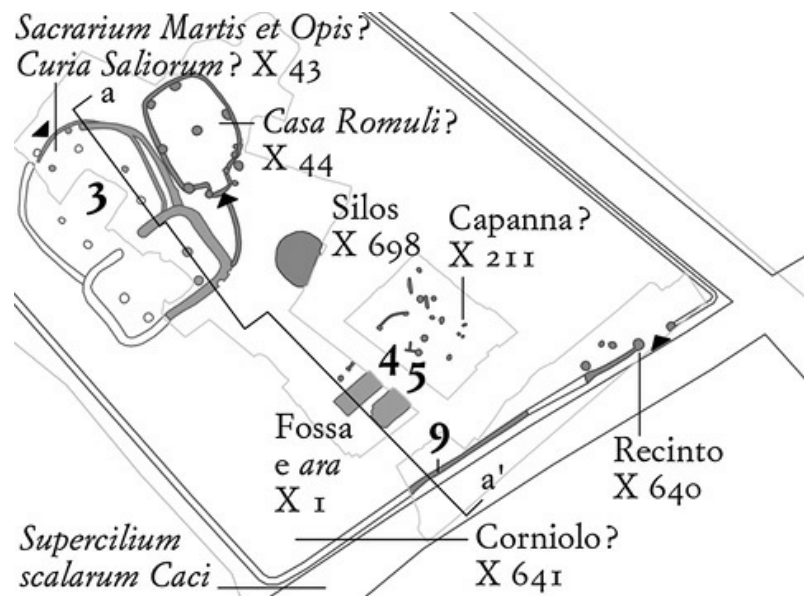 Sacrarium Martis et Opis?
Curia Saliorum? X 43
a
Casa Romuli?
X 44
3
Silos
X 698
Capanna?
X 211
4
5
Fossa
e ara
X 1
9
a'
Recinto
X 640
Supercilium
scalarum Caci
Corniolo?
X 641